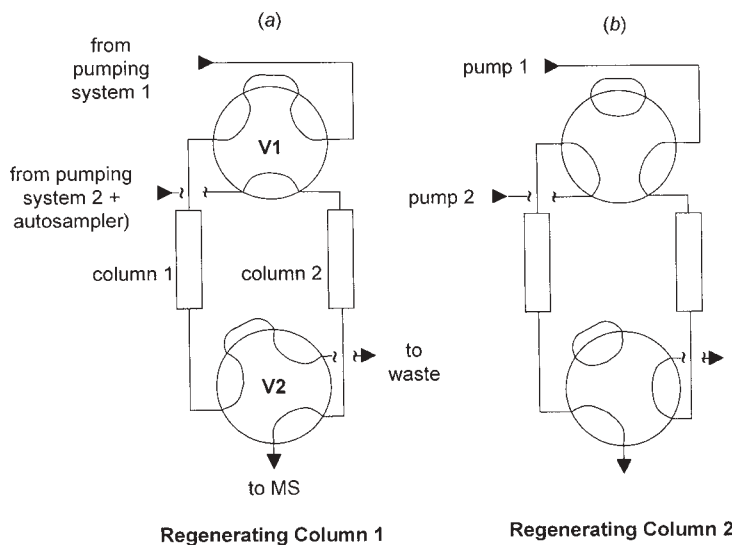 (a)
from
pumping
system 1
V1
from pumping
system 2 +
autosampler)
column 1
column 2
V2
to
waste
to MS
Regenerating Column 1
(b)
pump 1
pump 2
Regenerating Column 2